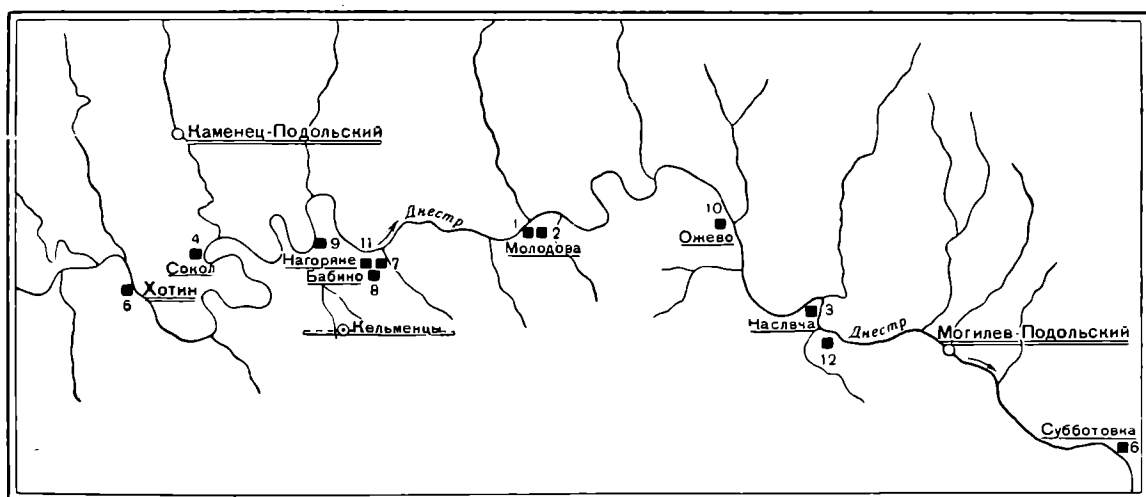 Каменец-Подольский
Днестр
1
2
Молодова
10
Ожево
4
Сокол
9
11
Нагоряне
7
Бабино
8
6
Хотин
Кельменцы
3
Наславча
Днестр
12
Могилев-Подольский
Субботовка
6